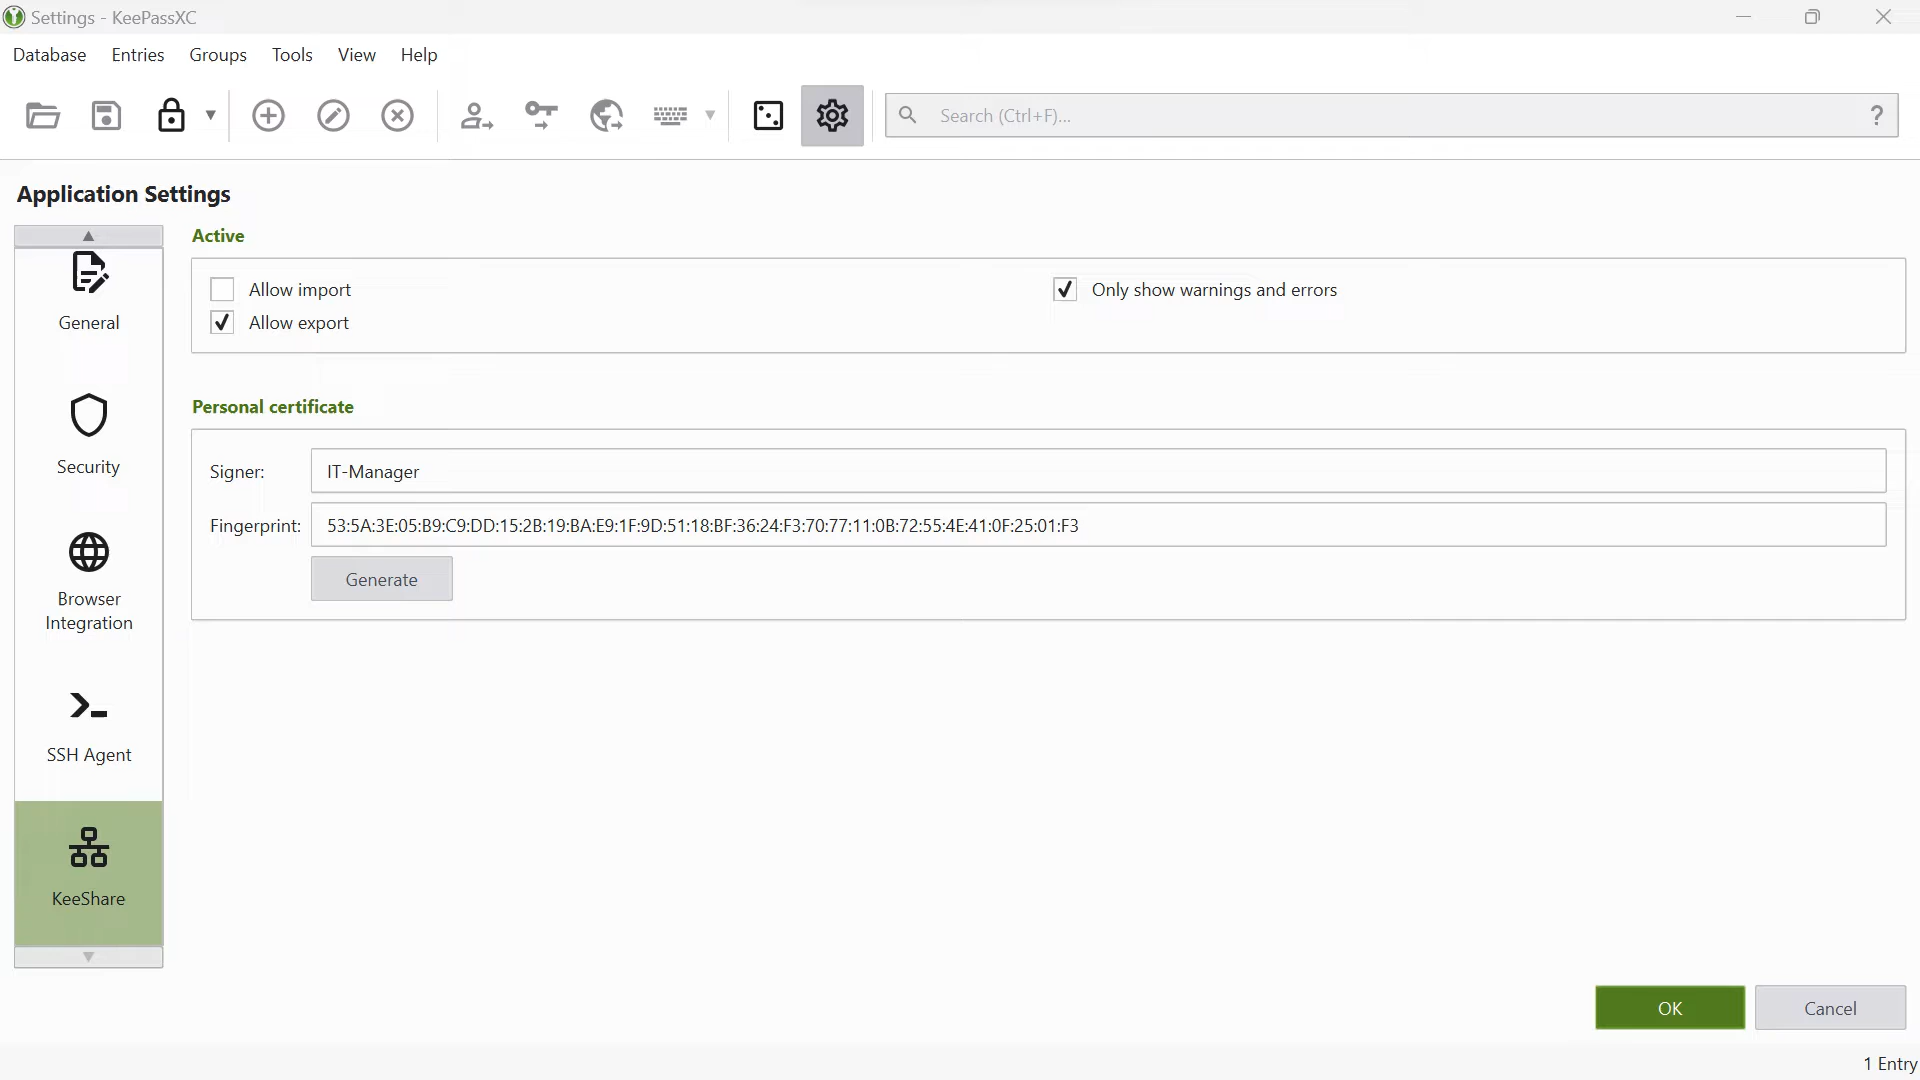 Settings - KeePassXC
Database Entries Groups Tools View Help
Search (Ctrl+F)... ?
Application Settings
General
Security
Browser
Integration
SSH Agent
KeeShare
Active
Allow import
Only show warnings and errors
Allow export
Personal certificate
Signer: IT-Manager
Fingerprint: 53:5A:3E:05:B9:C9:DD:15:2B:19:BA:E9:1F:9D:51:18:BF:36:24:F3:70:77:11:0B:72:55:4E:41:0F:25:01:F3
Generate
OK Cancel
1 Entry